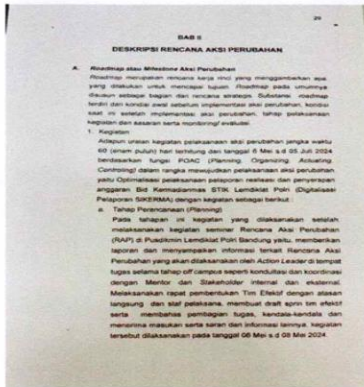 29
BAB II
DESKRIPSI RENCANA AKSI PERUBAHAN
A. Roadmap atau Milestone Aksi Perubahan
Roadmap merupakan rencana kerja rinci yang menggambarkan apa
yang dilakukan untuk mencapai tujuan. Roadmap pada umumnya
disusun sebagai bagian dari rencana strategis. Substansi roadmap
terdiri dari kondisi awal sebelum implementasi aksi perubahan, kondisi
saat ini setelah implementasi aksi perubahan, tahap pelaksanaan
kegiatan dan sasaran serta monitoring/ evaluasi.
1. Kegiatan
Adapun uraian kegiatan pelaksanaan aksi perubahan jangka waktu
60 (enam puluh) hari terhitung dari tanggal 6 Mei s.d 05 Juli 2024
berdasarkan fungsi POAC (Planning, Organizing, Actuating,
Controling) dalam rangka mewujudkan pelaksanaan aksi perubahan
yaitu Optimalisasi pelaksanaan pelaporan realisasi dan penyerapan
anggaran Bid Kermadianmas STIK Lemdiklat Polri (Digitalisasi
Pelaporan SIKERMA) dengan kegiatan sebagai berikut :
a. Tahap Perencanaan (Planning)
Pada tahapan ini kegiatan yang dilaksanakan setelah
melaksanakan kegiatan seminar Rencana Aksi Perubahan
(RAP) di Pusdikmin Lemdiklat Polri Bandung yaitu, memberikan
laporan dan menyampaikan informasi terkait Rencana Aksi
Perubahan yang akan dilaksanakan oleh Action Leader di tempat
tugas selama tahap off campus seperti kondultasi dan koordinasi
dengan Mentor dan Stakeholder internal dan eksternal.
Melaksanakan rapat pembentukan Tim Efektif dengan atasan
langsung dan staf pelaksana, membuat draft sprin tim efektif
serta membahas pembagian tugas, kendala-kendala dan
menerima masukan serta saran dan informasi lainnya, kegiatan
tersebut dilaksanakan pada tanggal 06 Mei s.d 08 Mei 2024.